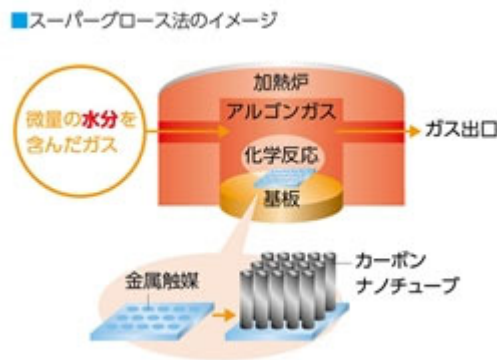 ■スーパーグロース法のイメージ
加熱炉
アルゴンガス
微量の水分を
含んだガス
ガス出口
化学反応
基板
金属触媒
カーボン
ナノチューブ